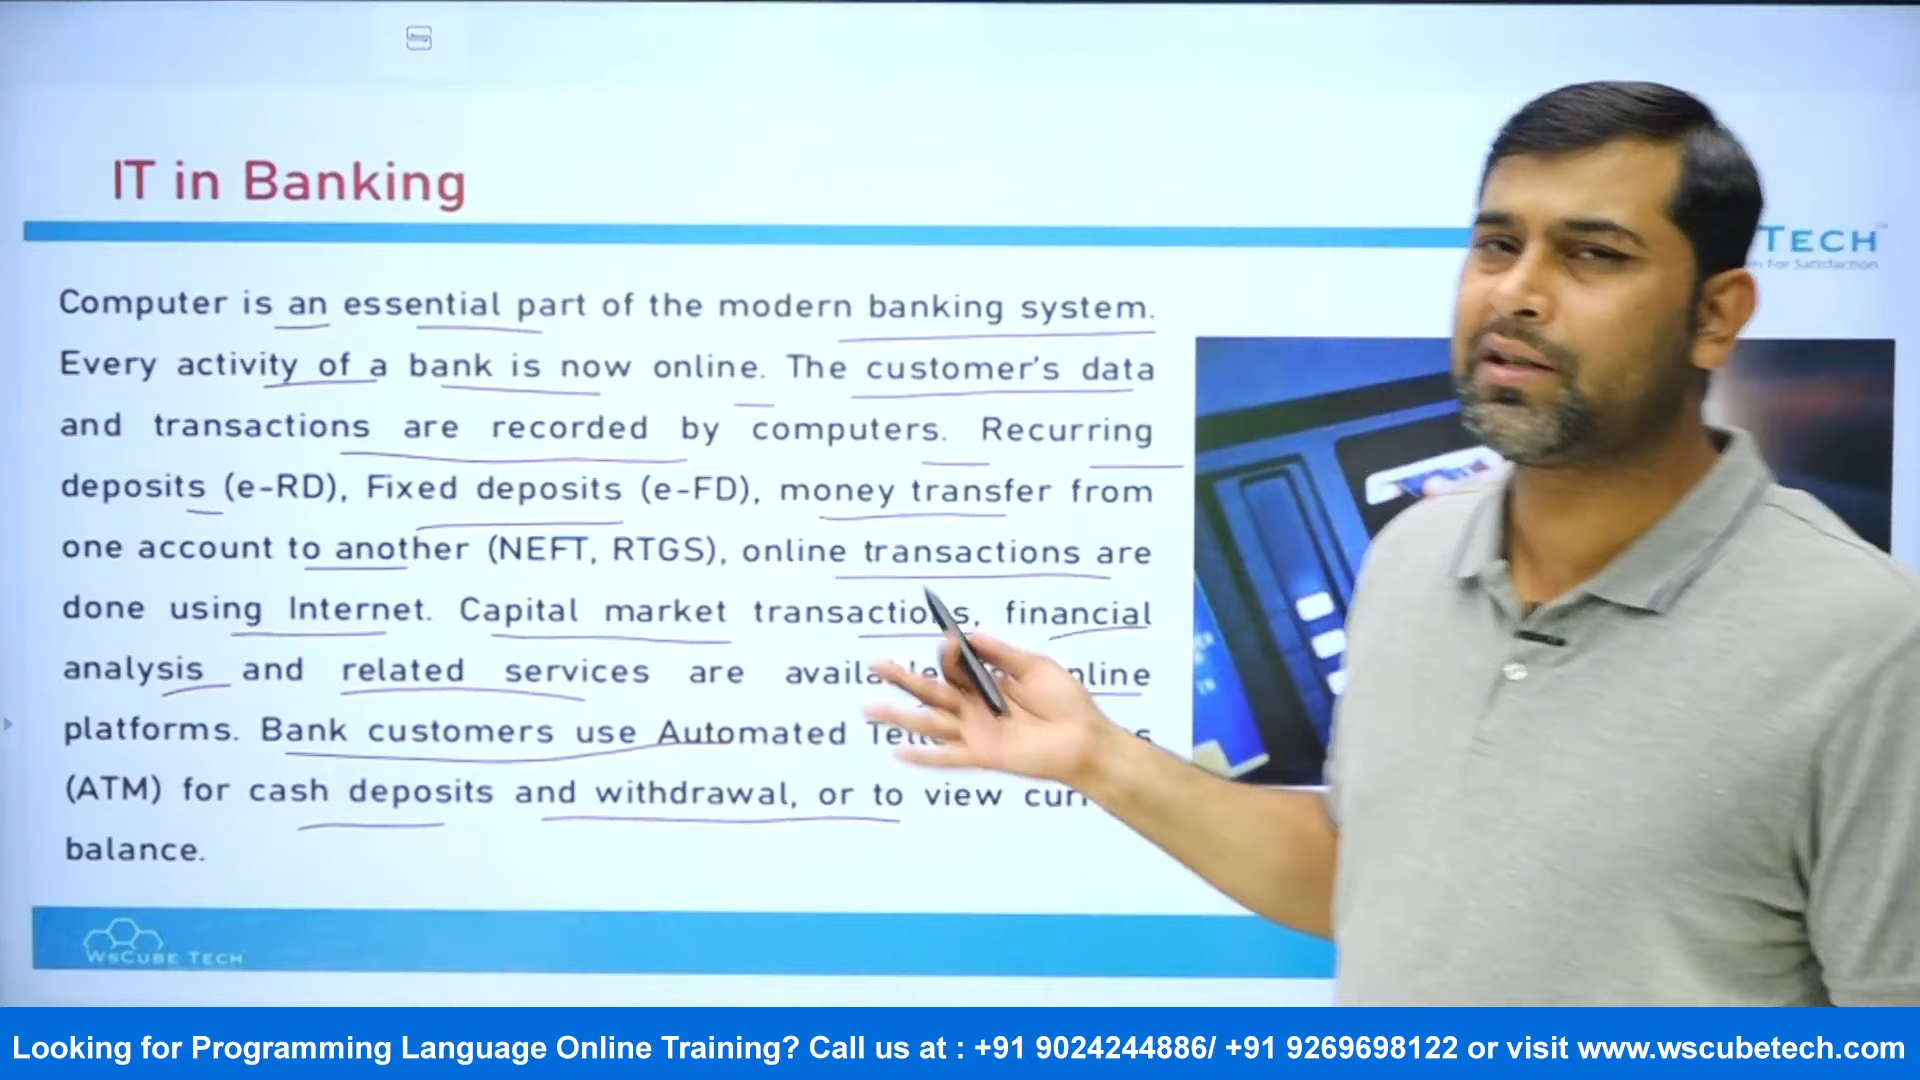 IT in Banking
TECH
For Satisfaction
Computer is an essential part of the modern banking system.
Every activity of a bank is now online. The customer's data
and transactions are recorded by computers. Recurring
deposits (e-RD), Fixed deposits (e-FD), money transfer from
one account to another (NEFT, RTGS), online transactions are
done using Internet. Capital market transactions, financial
analysis and related services are
platforms. Bank customers use Automated
(ATM) for cash deposits and withdrawal, or to view
balance.
WSCUBE TECH
Looking for Programming Language Online Training? Call us at : +91 9024244886/ +91 9269698122 or visit www.wscubetech.com